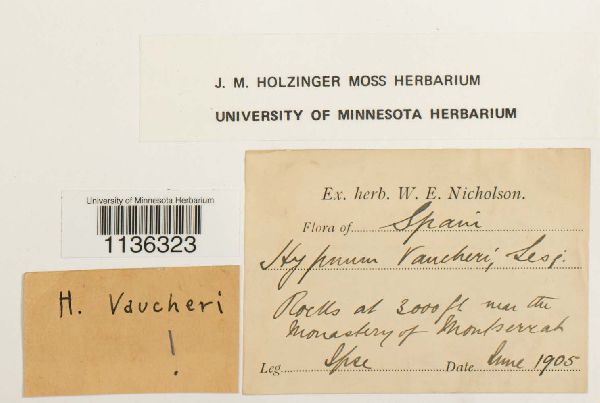 J. M. HOLZINGER MOSS HERBARIUM
UNIVERSITY OF MINNESOTA HERBARIUM
University of Minnesota Herbarium
1136323
H. Vaucheri
!
Ex. herb. W. E. Nicholson.
Flora of Spain
Hypnum Vaucheri, Lesq.
Rocks at 3000 ft near the
Monastery of Montserrat
Leg. Ipse Date June 1905